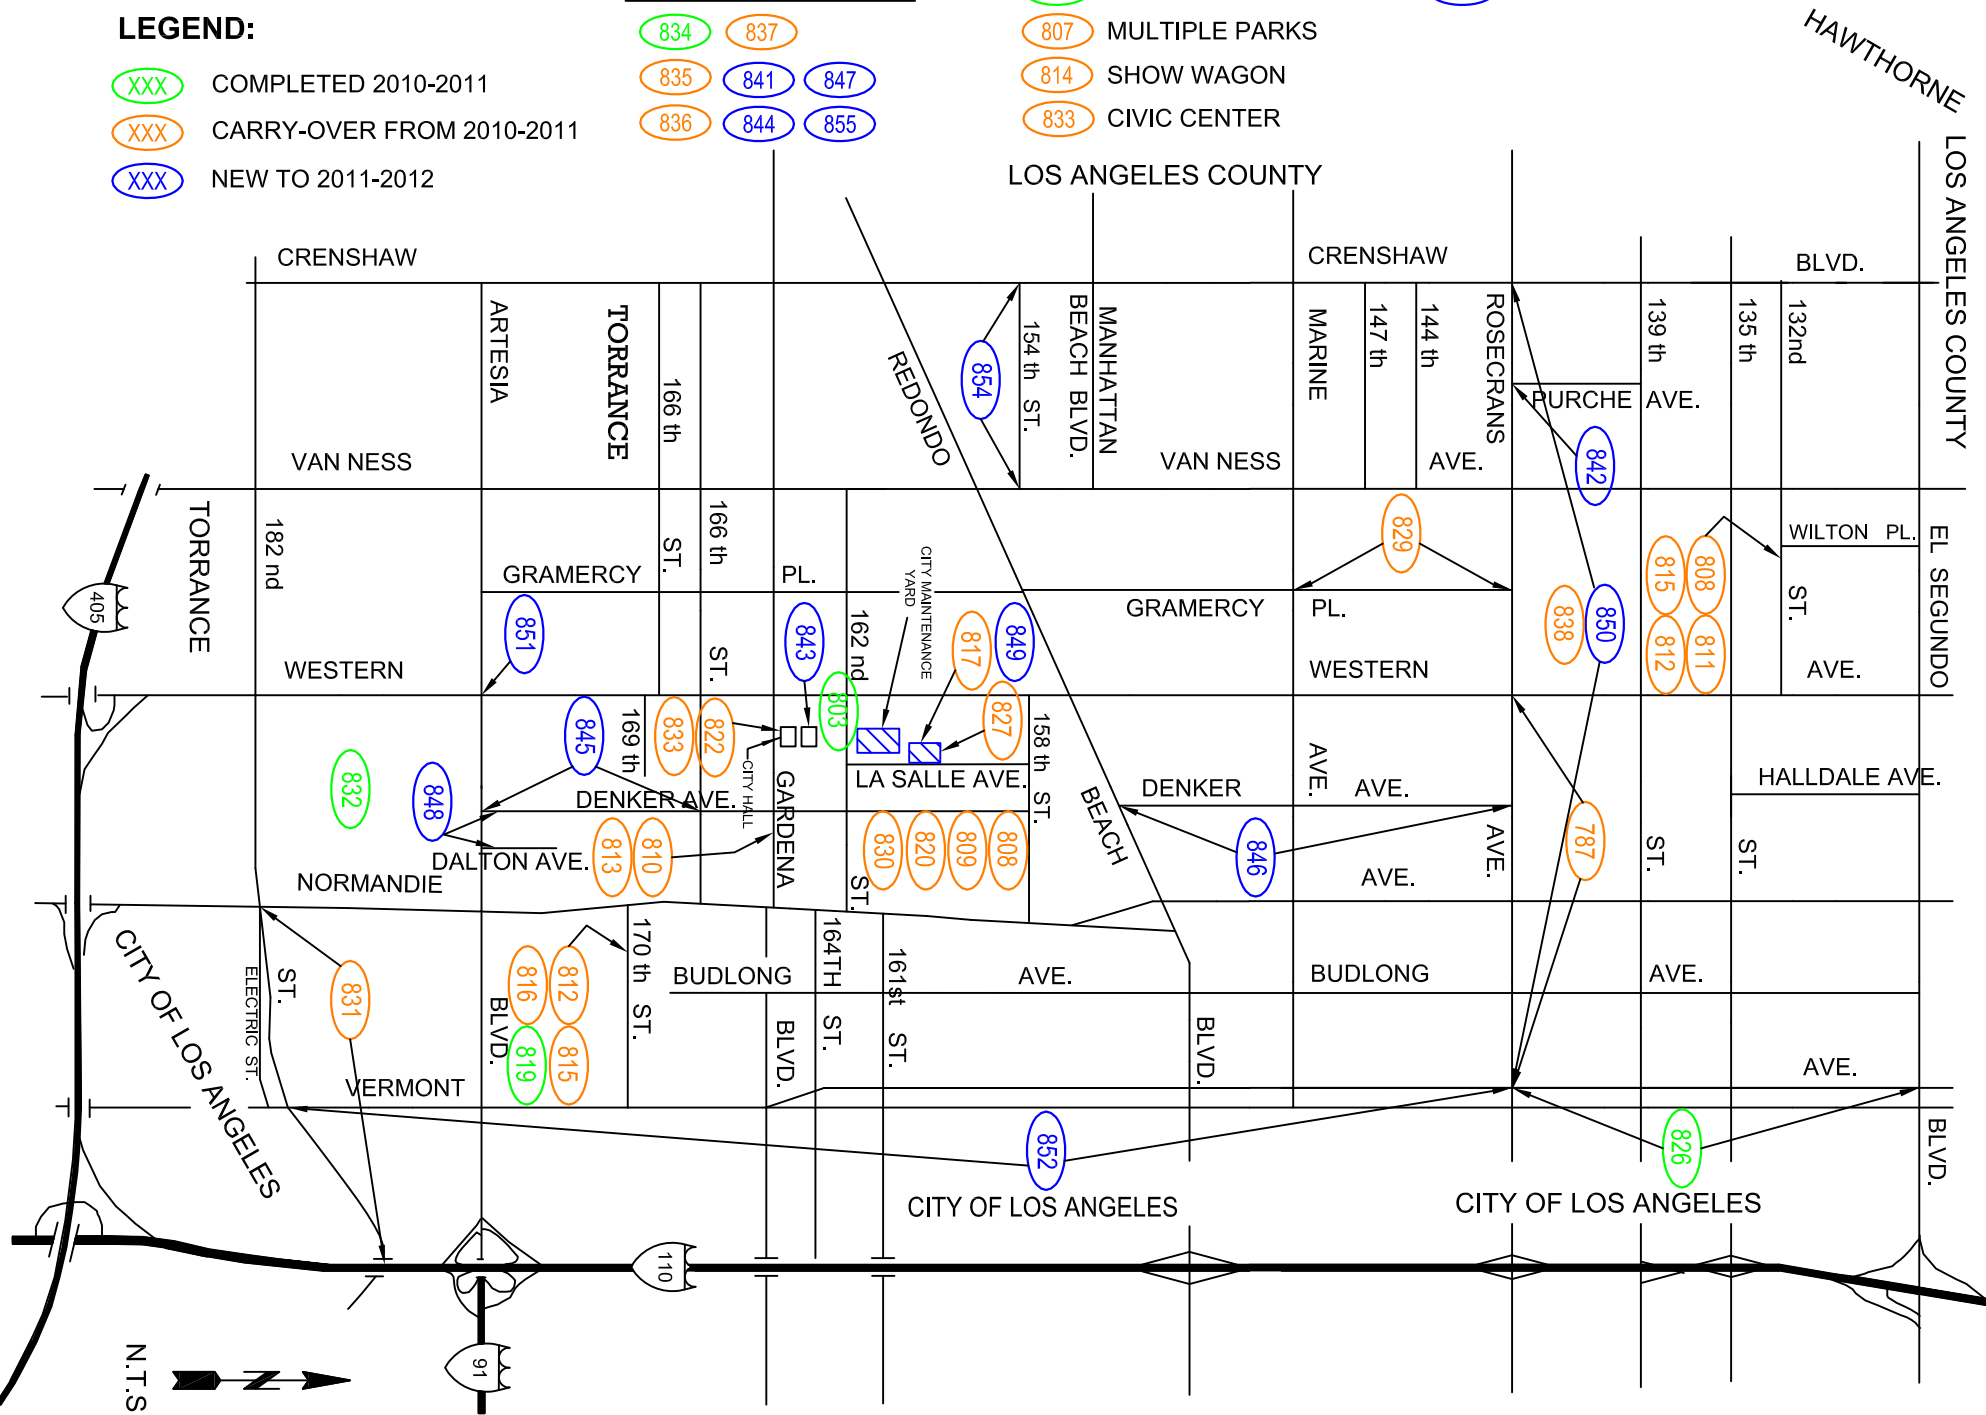 LEGEND:
XXX COMPLETED 2010-2011
XXX CARRY-OVER FROM 2010-2011
XXX NEW TO 2011-2012
834 837
835 841 847
836 844 855
807 MULTIPLE PARKS
814 SHOW WAGON
833 CIVIC CENTER
HAWTHORNE
LOS ANGELES COUNTY
LOS ANGELES COUNTY
CRENSHAW
CRENSHAW
BLVD.
ARTESIA
TORRANCE
166 th
REDONDO
854
154 th ST.
MANHATTAN
BEACH BLVD.
MARINE
147 th
144 th
ROSECRANS
139 th
135 th
132nd
PURCHE AVE.
842
VAN NESS
VAN NESS
AVE.
TORRANCE
182 nd
ST.
166 th
ST.
GRAMERCY
PL.
CITY MAINTENANCE
YARD
829
GRAMERCY
PL.
815
808
812
811
838
850
WILTON PL.
ST.
EL SEGUNDO
405
851
843
162 nd
817
849
WESTERN
WESTERN
AVE.
803
827
158 th ST.
845
169 th
833
822
CITY HALL
GARDENA
LA SALLE AVE.
832
848
DENKER AVE.
BEACH
DENKER
AVE.
AVE.
HALLDALE AVE.
787
DALTON AVE.
813
810
830
820
809
808
846
AVE.
ST.
ST.
NORMANDIE
ST.
AVE.
CITY OF LOS ANGELES
ELECTRIC ST.
ST.
831
816
812
819
815
BLVD.
170 th ST.
BUDLONG
164TH ST.
161st ST.
AVE.
BUDLONG
AVE.
BLVD.
BLVD.
VERMONT
AVE.
852
826
BLVD.
CITY OF LOS ANGELES
CITY OF LOS ANGELES
110
91
N.T.S
N